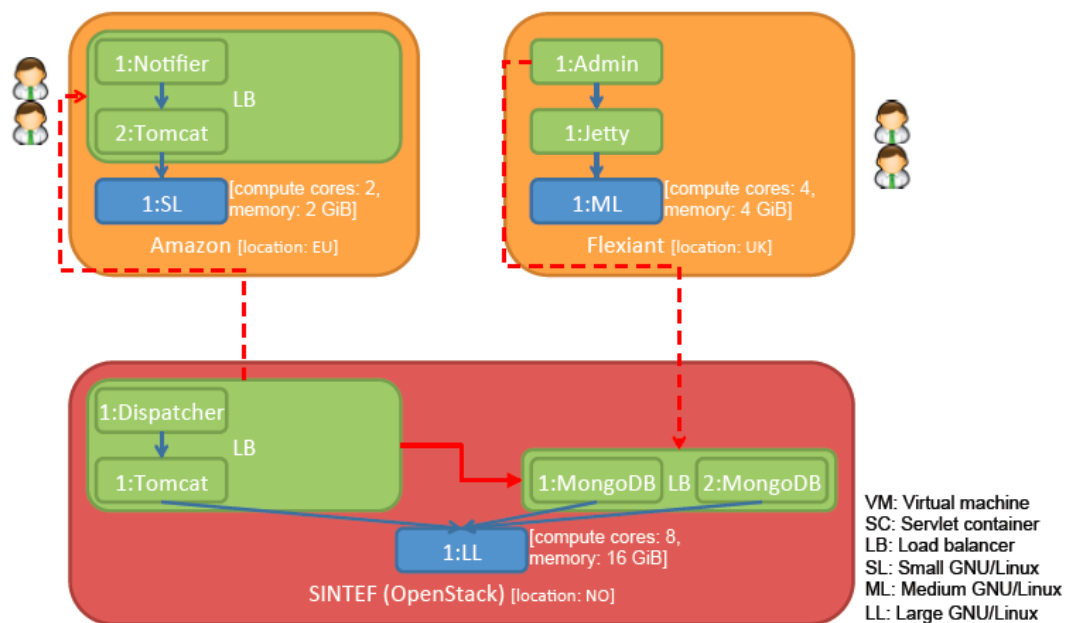 1:Notifier
LB
2:Tomcat
1:SL
[compute cores: 2,
memory: 2 GiB]
Amazon [location: EU]
1:Admin
1:Jetty
1:ML
[compute cores: 4,
memory: 4 GiB]
Flexiant [location: UK]
1:Dispatcher
LB
1:Tomcat
1:MongoDB LB 2:MongoDB
1:LL
[compute cores: 8,
memory: 16 GiB]
SINTEF (OpenStack) [location: NO]
VM: Virtual machine
SC: Servlet container
LB: Load balancer
SL: Small GNU/Linux
ML: Medium GNU/Linux
LL: Large GNU/Linux